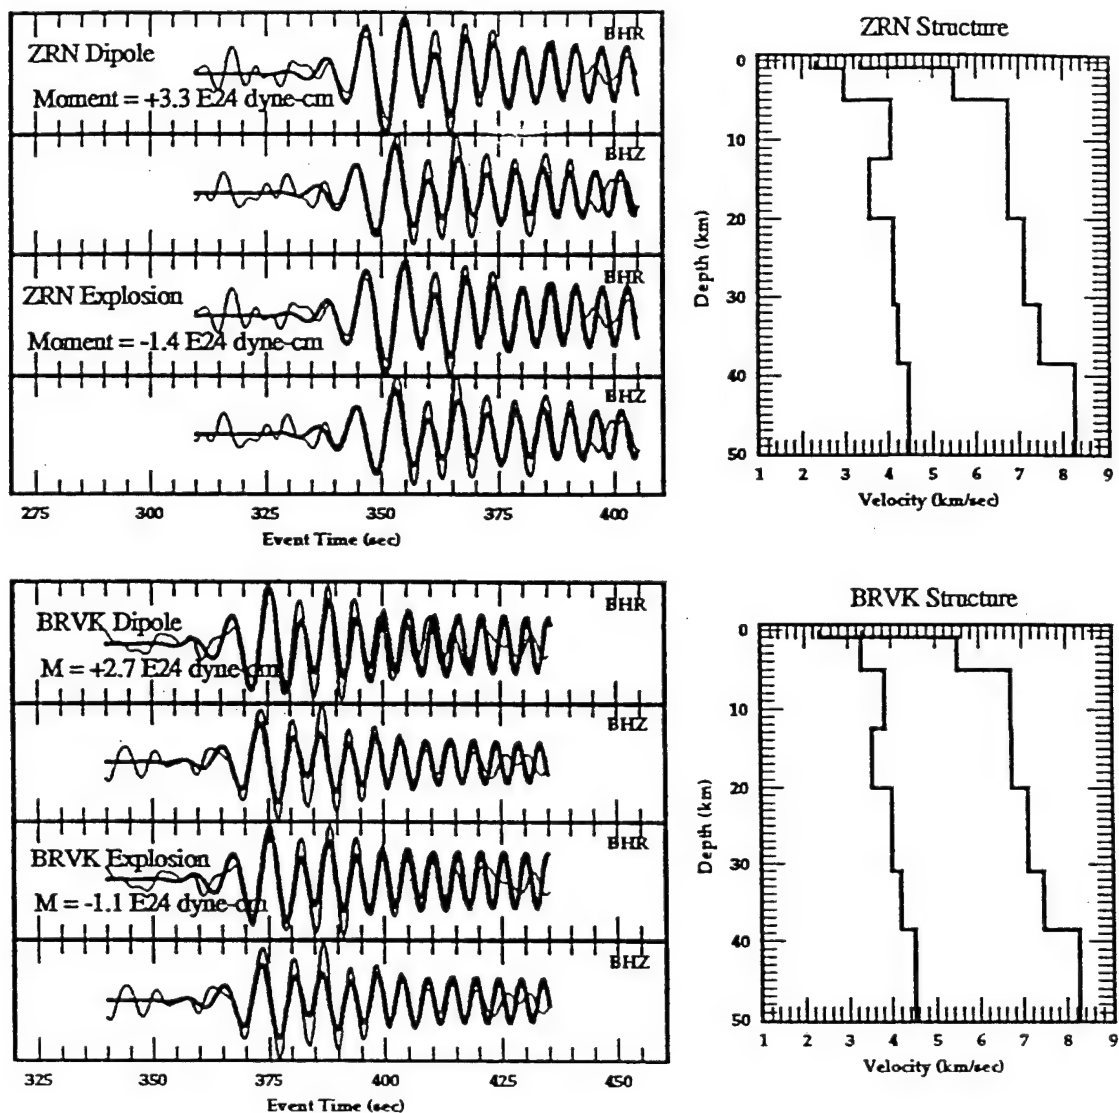 ZRN Dipole
BHR
Moment = +3.3 E24 dyne-cm
BHZ
ZRN Explosion
BHR
Moment = -1.4 E24 dyne-cm
BHZ
275 300 325 350 375 400
Event Time (sec)
ZRN Structure
0
10
20
30
40
50
Depth (km)
1 2 3 4 5 6 7 8 9
Velocity (km/sec)
BRVK Dipole
BHR
M = +2.7 E24 dyne-cm
BHZ
BRVK Explosion
BHR
M = -1.1 E24 dyne-cm
BHZ
325 350 375 400 425 450
Event Time (sec)
BRVK Structure
0
10
20
30
40
50
Depth (km)
1 2 3 4 5 6 7 8 9
Velocity (km/sec)